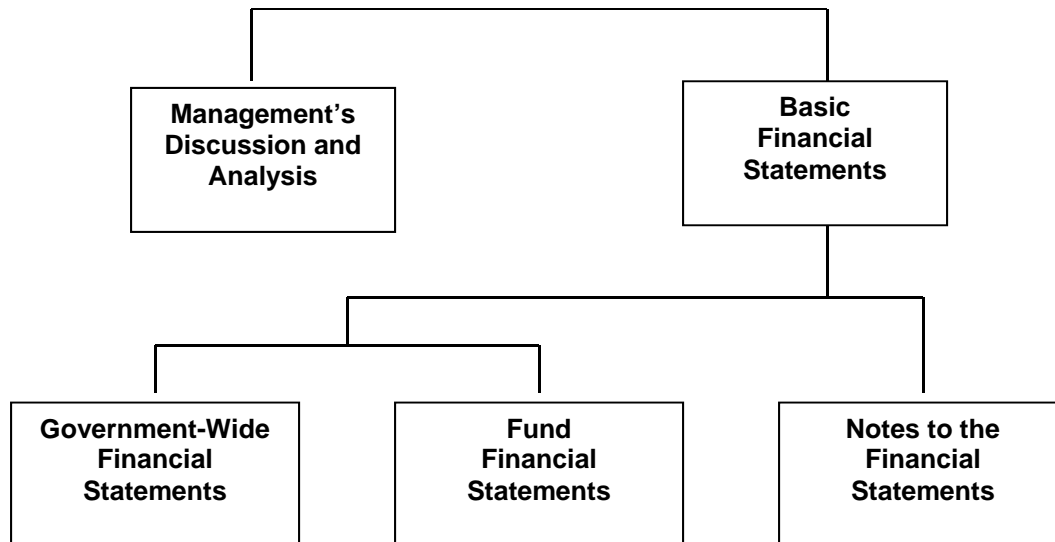 Management’s
Discussion and
Analysis
Basic
Financial
Statements
Government-Wide
Financial
Statements
Fund
Financial
Statements
Notes to the
Financial
Statements